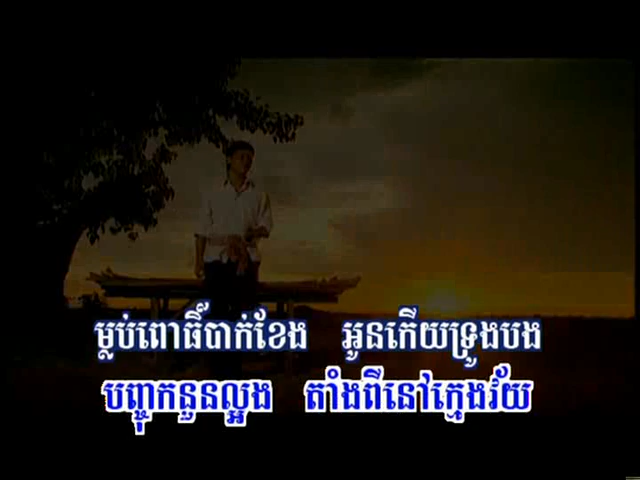 ម្លប់ពោធិ៍បាក់ខែង អូនកើយទ្រូងបង
បញ្ចុកនួនល្អង តាំងពីនៅក្មេងវ័យ